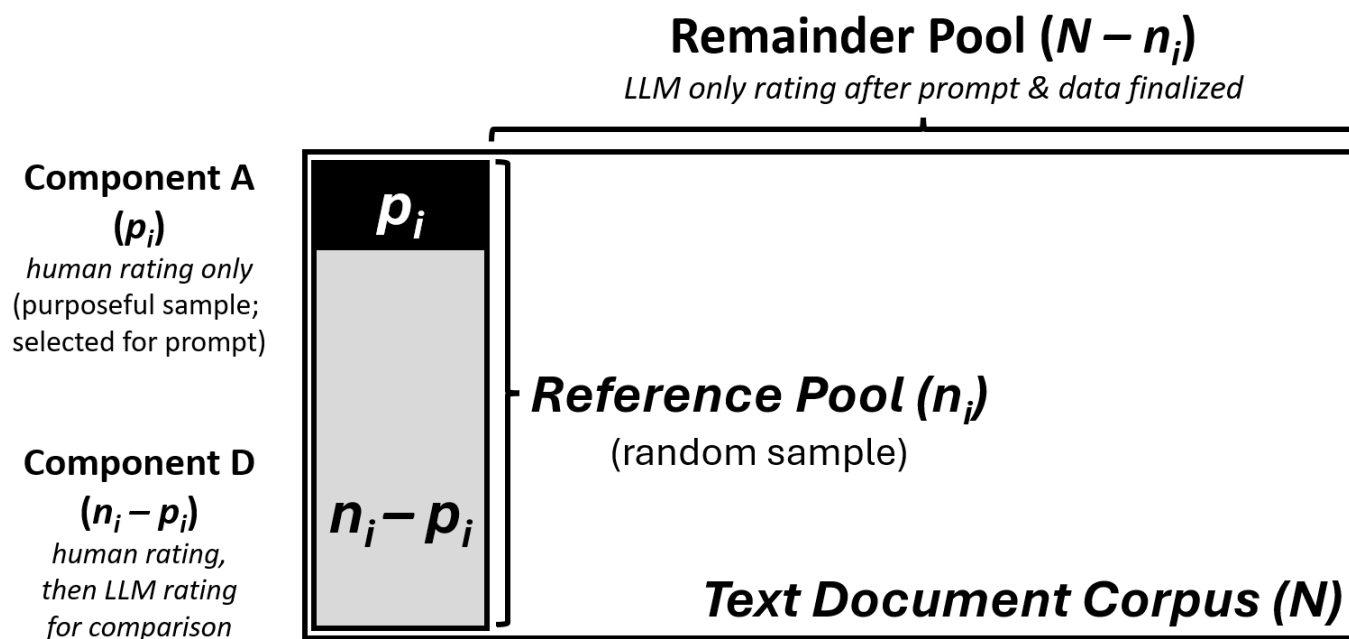 Remainder Pool (N – nᵢ)
LLM only rating after prompt & data finalized
Component A
(pᵢ)
human rating only
(purposeful sample;
selected for prompt)
pᵢ
Reference Pool (nᵢ)
(random sample)
Component D
(nᵢ – pᵢ)
human rating,
then LLM rating
for comparison
nᵢ – pᵢ
Text Document Corpus (N)